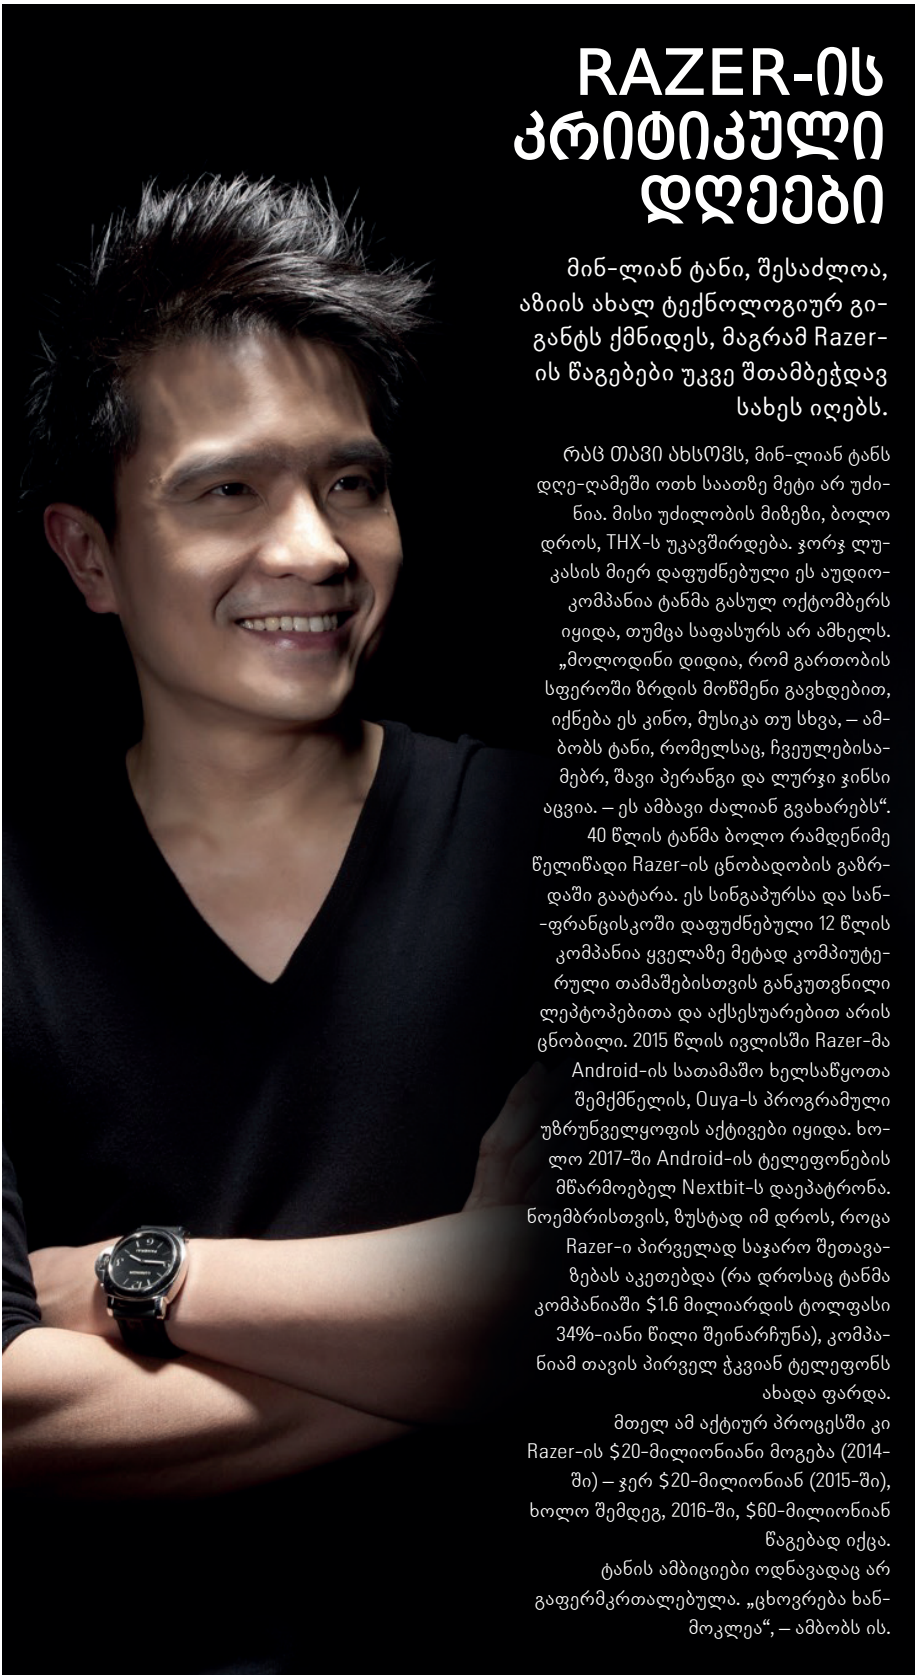 RAZER-ᲘᲡ
ᲙᲠᲘᲢᲘᲙᲣᲚᲘ
ᲓᲦᲔᲔᲑᲘ
მინ-ლიან ტანი, შესაძლოა,
აზიის ახალ ტექნოლოგიურ გი-
განტს ქმნიდეს, მაგრამ Razer-
ის წაგებები უკვე შთამბეჭდავ
სახეს იღებს.
ᲠᲐᲪ ᲗᲐᲕᲘ ᲐᲮᲡᲝᲕᲡ, მინ-ლიან ტანს
დღე-ღამეში ოთხ საათზე მეტი არ უძი-
ნია. მისი უძილობის მიზეზი, ბოლო
დროს, THX-ს უკავშირდება. ჯორჯ ლუ-
კასის მიერ დაფუძნებული ეს აუდიო-
კომპანია ტანმა გასულ ოქტომბერს
იყიდა, თუმცა საფასურს არ ამხელს.
„მოლოდინი დიდია, რომ გართობის
სფეროში ზრდის მოწმენი გავხდებით,
იქნება ეს კინო, მუსიკა თუ სხვა, – ამ-
ბობს ტანი, რომელსაც, ჩვეულებისა-
მებრ, შავი პერანგი და ლურჯი ჯინსი
აცვია. – ეს ამბავი ძალიან გვახარებს“.
40 წლის ტანმა ბოლო რამდენიმე
წელიწადი Razer-ის ცნობადობის გაზრ-
დაში გაატარა. ეს სინგაპურსა და სან-
-ფრანცისკოში დაფუძნებული 12 წლის
კომპანია ყველაზე მეტად კომპიუტე-
რული თამაშებისთვის განკუთვნილი
ლეპტოპებითა და აქსესუარებით არის
ცნობილი. 2015 წლის ივლისში Razer-მა
Android-ის სათამაშო ხელსაწყოთა
შემქმნელის, Ouya-ს პროგრამული
უზრუნველყოფის აქტივები იყიდა. ხო-
ლო 2017-ში Android-ის ტელეფონების
მწარმოებელ Nextbit-ს დაეპატრონა.
ნოემბრისთვის, ზუსტად იმ დროს, როცა
Razer-ი პირველად საჯარო შეთავა-
ზებას აკეთებდა (რა დროსაც ტანმა
კომპანიაში $1.6 მილიარდის ტოლფასი
34%-იანი წილი შეინარჩუნა), კომპა-
ნიამ თავის პირველ ჭკვიან ტელეფონს
ახადა ფარდა.
მთელ ამ აქტიურ პროცესში კი
Razer-ის $20-მილიონიანი მოგება (2014-
ში) – ჯერ $20-მილიონიან (2015-ში),
ხოლო შემდეგ, 2016-ში, $60-მილიონიან
წაგებად იქცა.
ტანის ამბიციები ოდნავადაც არ
გაფერმკრთალებულა. „ცხოვრება ხან-
მოკლეა“, – ამბობს ის.